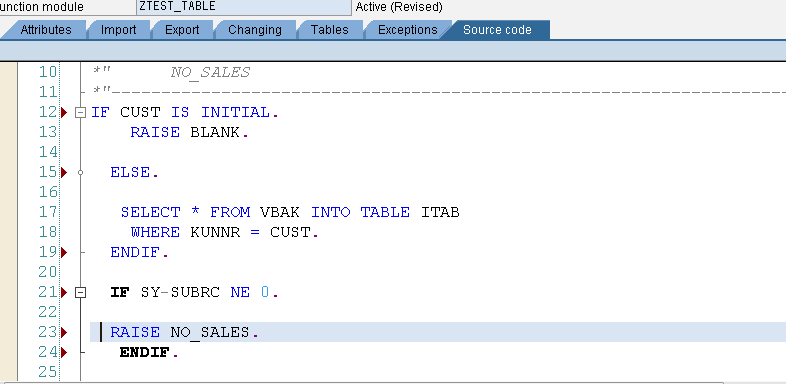 unction module ZTEST_TABLE Active (Revised)
Attributes Import Export Changing Tables Exceptions Source code
10 *" NO_SALES
11 *"----------------------------------------------------------------------
12 IF CUST IS INITIAL.
13 RAISE BLANK.
14
15 ELSE.
16
17 SELECT * FROM VBAK INTO TABLE ITAB
18 WHERE KUNNR = CUST.
19 ENDIF.
20
21 IF SY-SUBRC NE 0.
22
23 RAISE NO_SALES.
24 ENDIF.
25